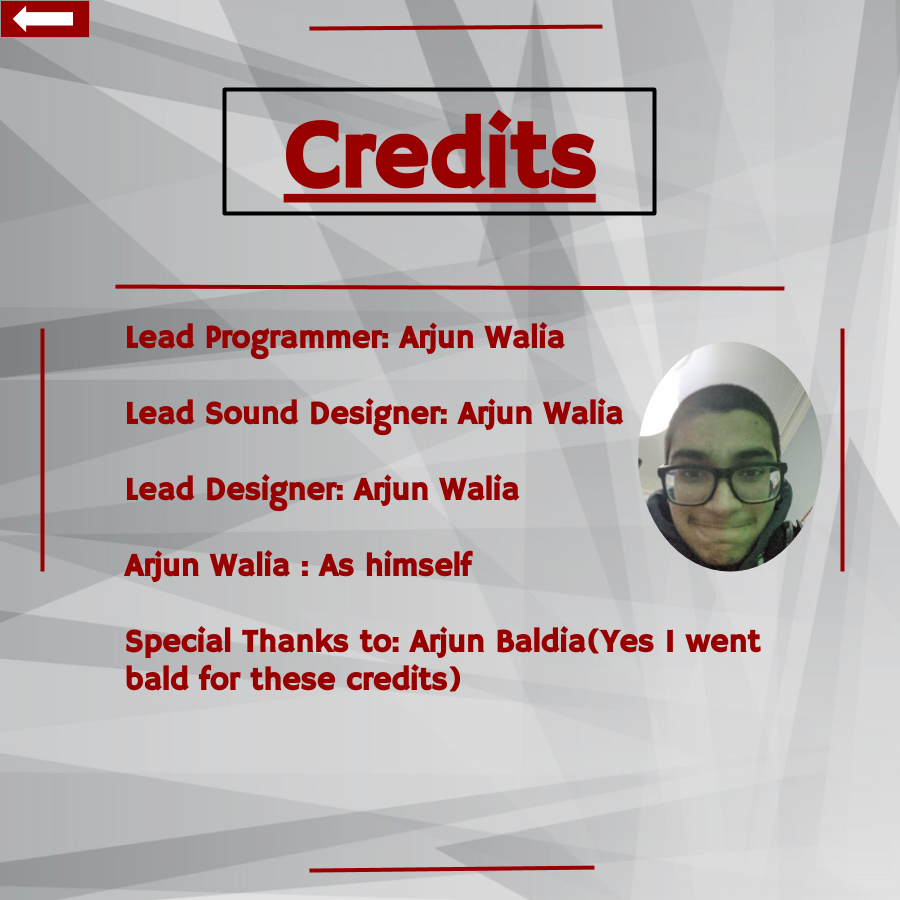 Credits
Lead Programmer: Arjun Walia
Lead Sound Designer: Arjun Walia
Lead Designer: Arjun Walia
Arjun Walia : As himself
Special Thanks to: Arjun Baldia(Yes I went
bald for these credits)